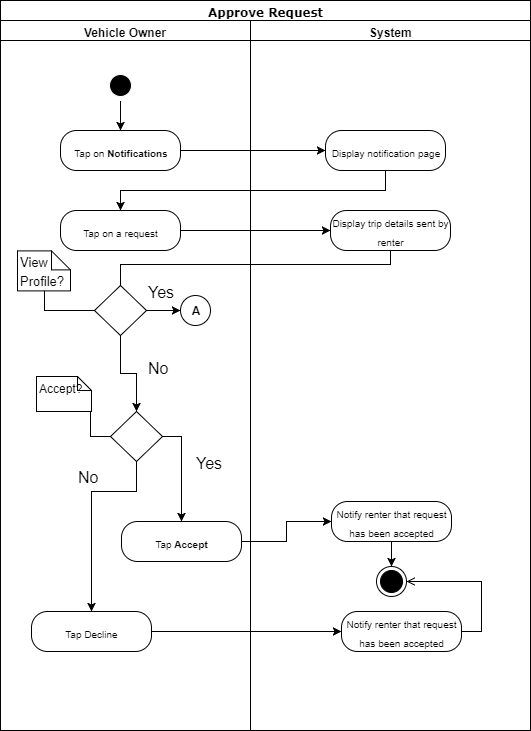 Approve Request
Vehicle Owner
System
Tap on Notifications
Display notification page
Tap on a request
Display trip details sent by
renter
View
Profile?
Yes
A
No
Accept?
Yes
No
Notify renter that request
has been accepted
Tap Accept
Notify renter that request
has been accepted
Tap Decline